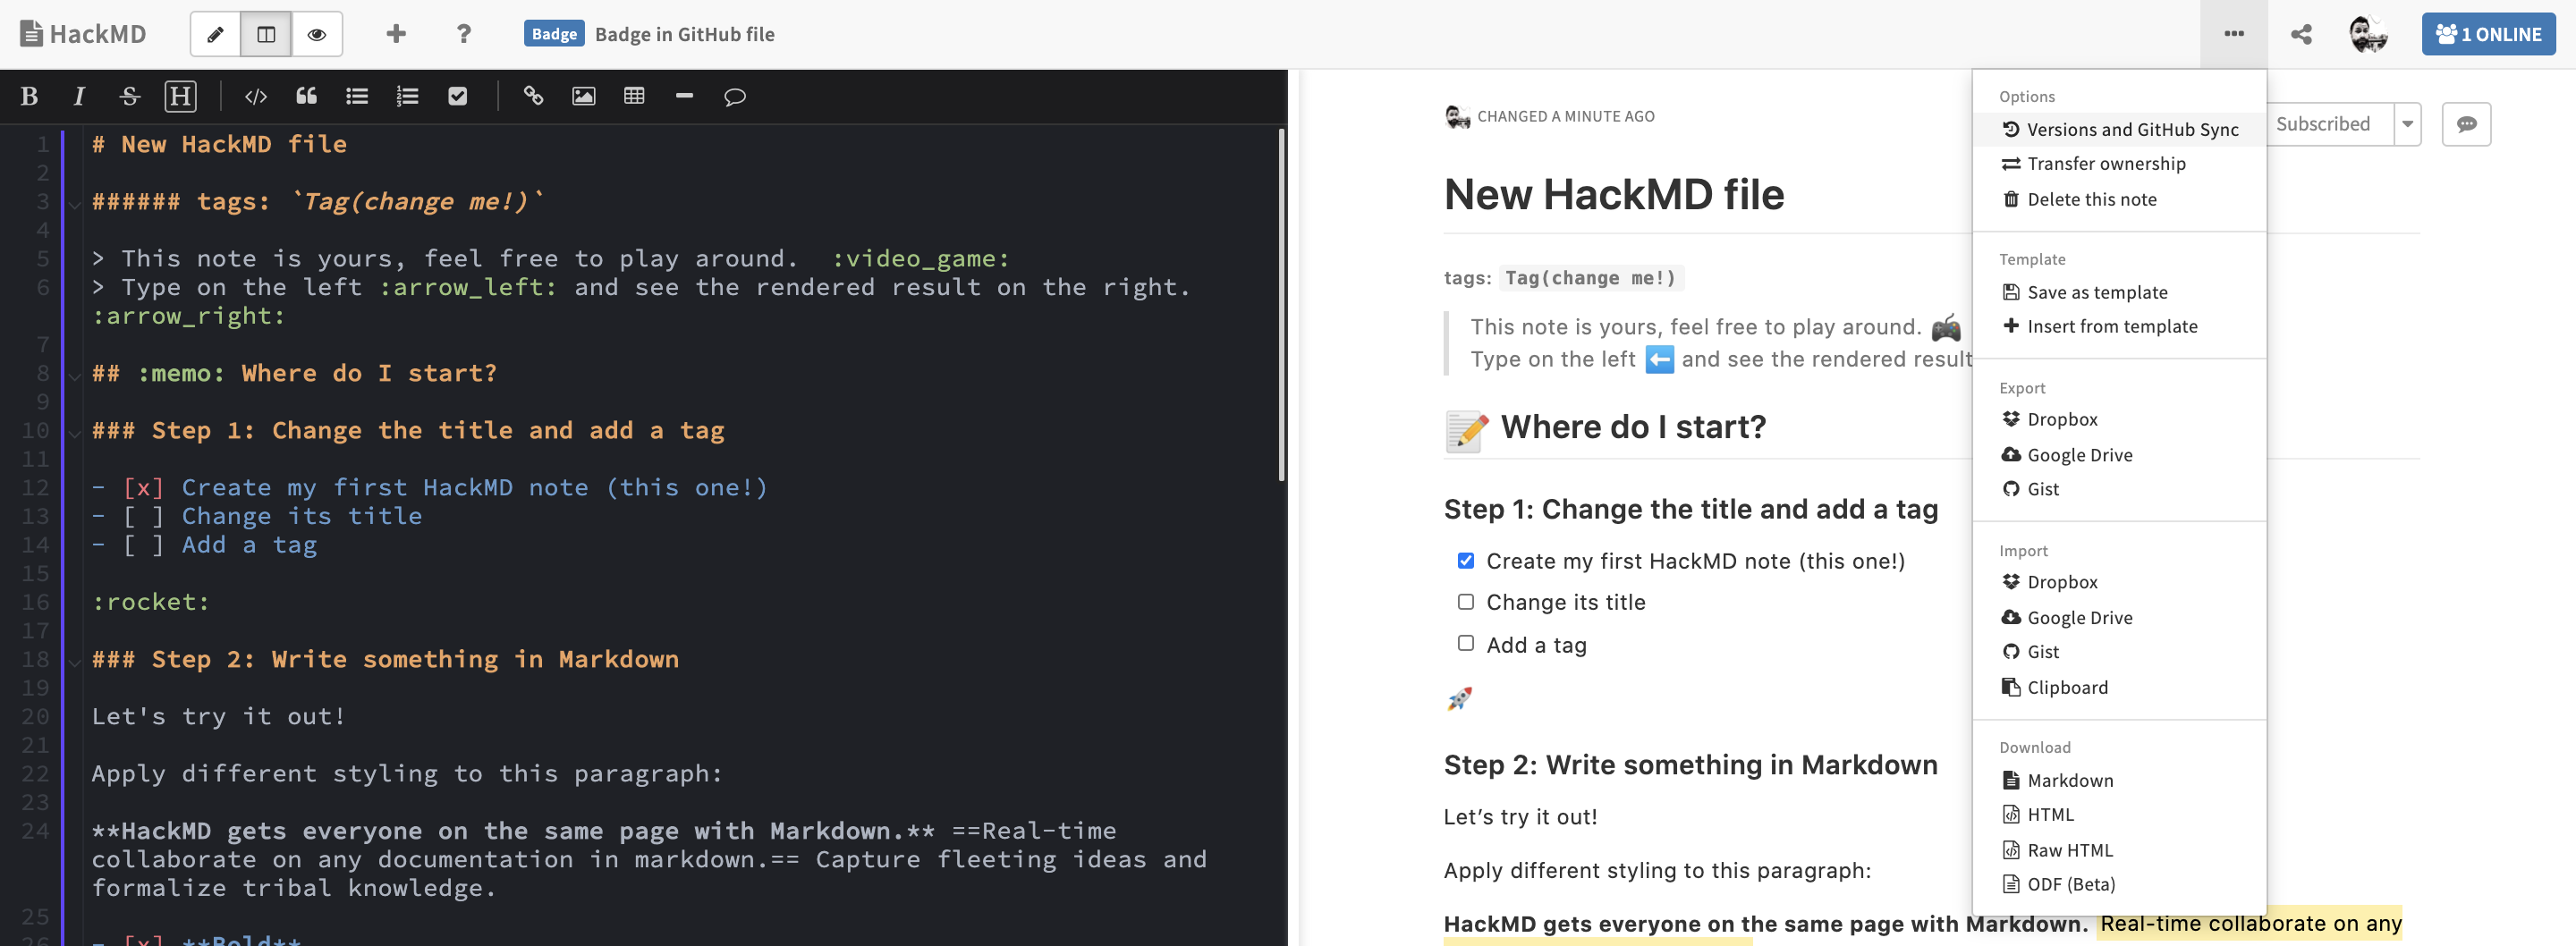 HackMD
Badge Badge in GitHub file
1 ONLINE
1 # New HackMD file
2
3 ###### tags: `Tag(change me!)`
4
5 > This note is yours, feel free to play around.  :video_game:
6 > Type on the left :arrow_left: and see the rendered result on the right.
:arrow_right:
7
8 ## :memo: Where do I start?
9
10 ### Step 1: Change the title and add a tag
11
12 - [x] Create my first HackMD note (this one!)
13 - [ ] Change its title
14 - [ ] Add a tag
15
16 :rocket:
17
18 ### Step 2: Write something in Markdown
19
20 Let's try it out!
21
22 Apply different styling to this paragraph:
23
24 **HackMD gets everyone on the same page with Markdown.** ==Real-time
collaborate on any documentation in markdown.== Capture fleeting ideas and
formalize tribal knowledge.
25
26 - [x] **Bold**
CHANGED A MINUTE AGO
Subscribed
New HackMD file
tags: Tag(change me!)
This note is yours, feel free to play around. 🎮
Type on the left ⬅️ and see the rendered result
📝 Where do I start?
Step 1: Change the title and add a tag
Create my first HackMD note (this one!)
Change its title
Add a tag
🚀
Step 2: Write something in Markdown
Let’s try it out!
Apply different styling to this paragraph:
HackMD gets everyone on the same page with Markdown. Real-time collaborate on any
Options
Versions and GitHub Sync
Transfer ownership
Delete this note
Template
Save as template
Insert from template
Export
Dropbox
Google Drive
Gist
Import
Dropbox
Google Drive
Gist
Clipboard
Download
Markdown
HTML
Raw HTML
ODF (Beta)